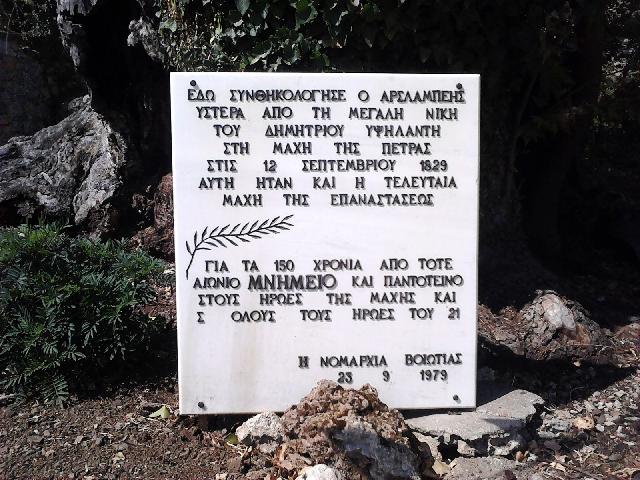 ΕΔΩ ΣΥΝΘΗΚΟΛΟΓΗΣΕ Ο ΑΡΣΛΑΜΠΕΗΣ
ΥΣΤΕΡΑ ΑΠΟ ΤΗ ΜΕΓΑΛΗ ΝΙΚΗ
ΤΟΥ ΔΗΜΗΤΡΙΟΥ ΥΨΗΛΑΝΤΗ
ΣΤΗ ΜΑΧΗ ΤΗΣ ΠΕΤΡΑΣ
ΣΤΙΣ 12 ΣΕΠΤΕΜΒΡΙΟΥ 1829
ΑΥΤΗ ΗΤΑΝ ΚΑΙ Η ΤΕΛΕΥΤΑΙΑ
ΜΑΧΗ ΤΗΣ ΕΠΑΝΑΣΤΑΣΕΩΣ
ΓΙΑ ΤΑ 150 ΧΡΟΝΙΑ ΑΠΟ ΤΟΤΕ
ΑΙΩΝΙΟ ΜΝΗΜΕΙΟ ΚΑΙ ΠΑΝΤΟΤΕΙΝΟ
ΣΤΟΥΣ ΗΡΩΕΣ ΤΗΣ ΜΑΧΗΣ ΚΑΙ
Σ ΟΛΟΥΣ ΤΟΥΣ ΗΡΩΕΣ ΤΟΥ 21
Η ΝΟΜΑΡΧΙΑ ΒΟΙΩΤΙΑΣ
23 9 1979